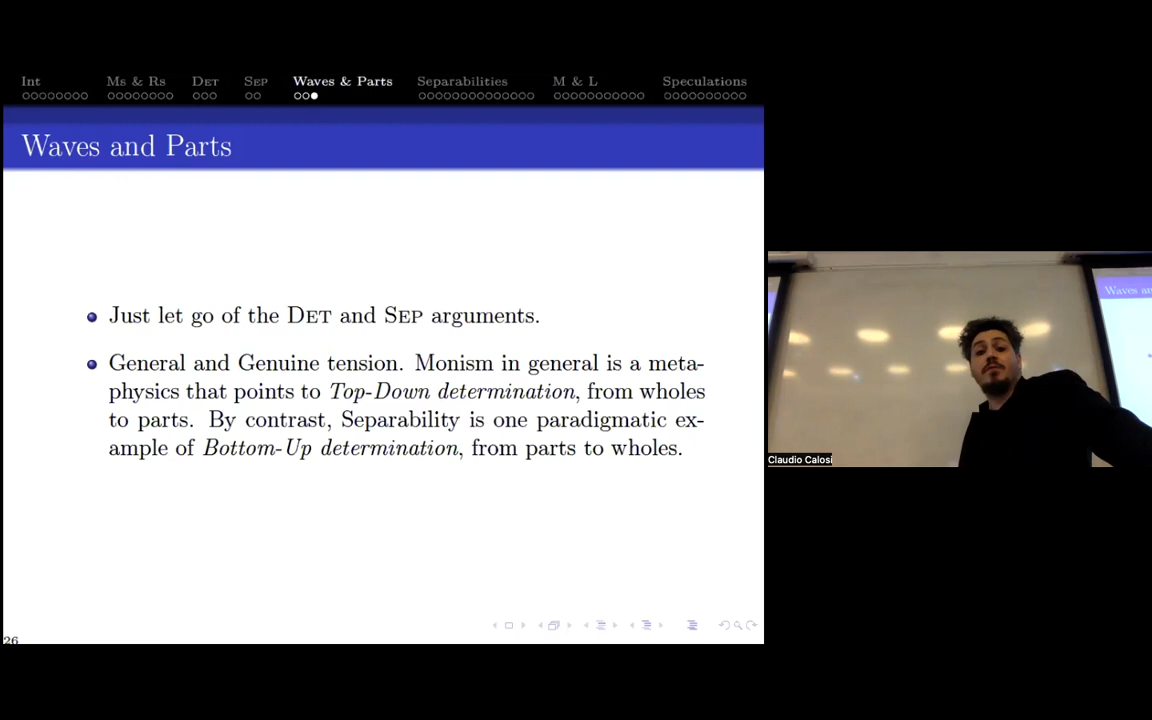 Int Ms & Rs Det Sep Waves & Parts Separabilities M & L Speculations
Waves and Parts
Just let go of the Det and Sep arguments.
General and Genuine tension. Monism in general is a meta-
physics that points to Top-Down determination, from wholes
to parts. By contrast, Separability is one paradigmatic ex-
ample of Bottom-Up determination, from parts to wholes.
26
Waves an
Claudio Calosi